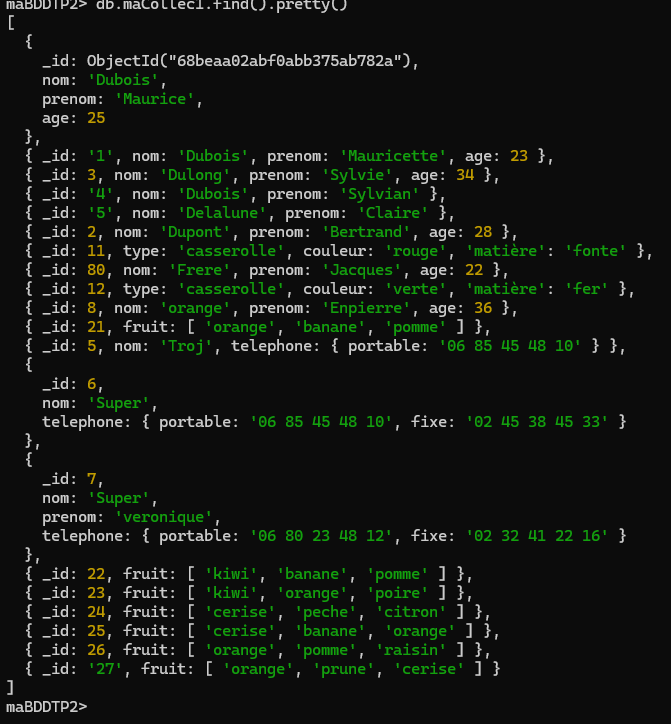 maBDDTP2> db.maCollec1.find().pretty()
[
  {
    _id: ObjectId("68beaa02abf0abb375ab782a"),
    nom: 'Dubois',
    prenom: 'Maurice',
    age: 25
  },
  { _id: '1', nom: 'Dubois', prenom: 'Mauricette', age: 23 },
  { _id: 3, nom: 'Dulong', prenom: 'Sylvie', age: 34 },
  { _id: '4', nom: 'Dubois', prenom: 'Sylvian' },
  { _id: '5', nom: 'Delalune', prenom: 'Claire' },
  { _id: 2, nom: 'Dupont', prenom: 'Bertrand', age: 28 },
  { _id: 11, type: 'casserolle', couleur: 'rouge', 'matière': 'fonte' },
  { _id: 80, nom: 'Frere', prenom: 'Jacques', age: 22 },
  { _id: 12, type: 'casserolle', couleur: 'verte', 'matière': 'fer' },
  { _id: 8, nom: 'orange', prenom: 'Enpierre', age: 36 },
  { _id: 21, fruit: [ 'orange', 'banane', 'pomme' ] },
  { _id: 5, nom: 'Troj', telephone: { portable: '06 85 45 48 10' } },
  {
    _id: 6,
    nom: 'Super',
    telephone: { portable: '06 85 45 48 10', fixe: '02 45 38 45 33' }
  },
  {
    _id: 7,
    nom: 'Super',
    prenom: 'veronique',
    telephone: { portable: '06 80 23 48 12', fixe: '02 32 41 22 16' }
  },
  { _id: 22, fruit: [ 'kiwi', 'banane', 'pomme' ] },
  { _id: 23, fruit: [ 'kiwi', 'orange', 'poire' ] },
  { _id: 24, fruit: [ 'cerise', 'peche', 'citron' ] },
  { _id: 25, fruit: [ 'cerise', 'banane', 'orange' ] },
  { _id: 26, fruit: [ 'orange', 'pomme', 'raisin' ] },
  { _id: '27', fruit: [ 'orange', 'prune', 'cerise' ] }
]
maBDDTP2>